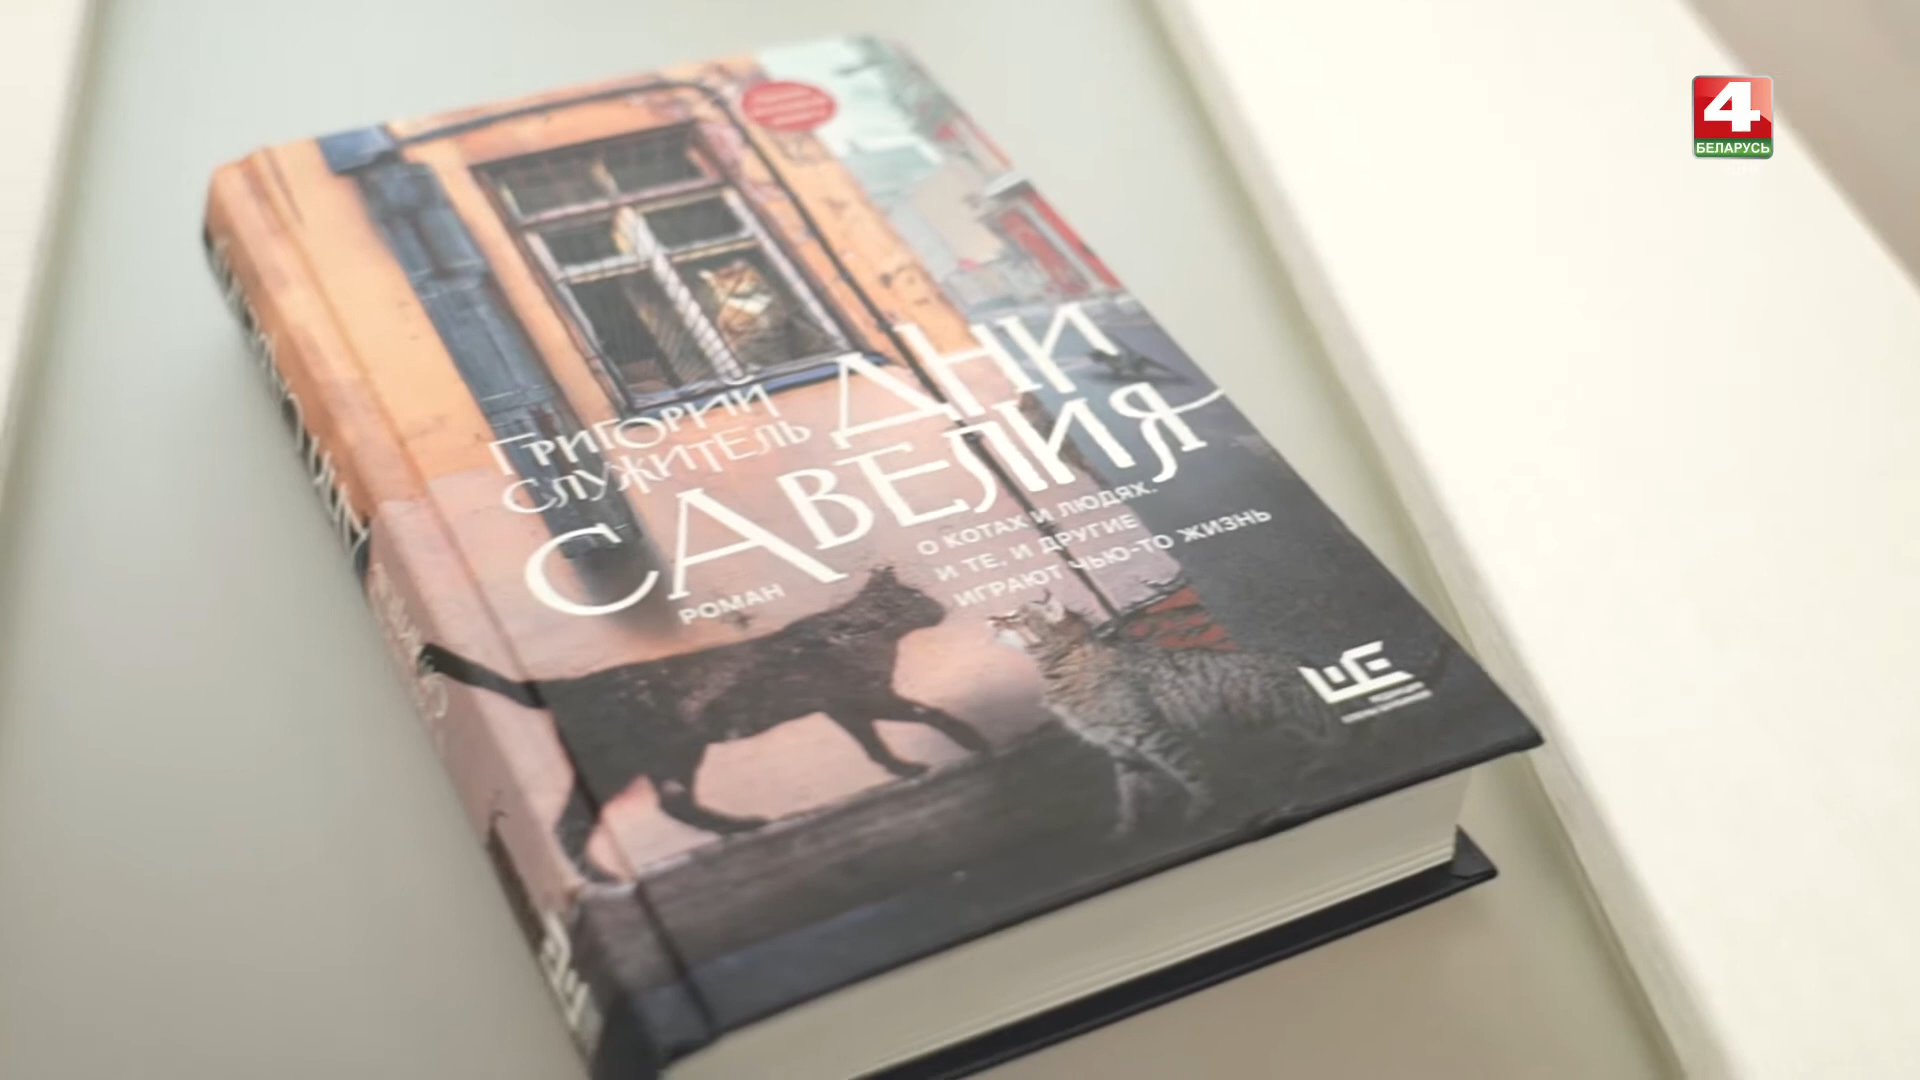 4
БЕЛАРУСЬ
ГРИГОРИЙ
СЛУЖИТЕЛЬ
ДНИ
САВЕЛИЯ
РОМАН
О КОТАХ И ЛЮДЯХ.
И ТЕ, И ДРУГИЕ
ИГРАЮТ ЧЬЮ-ТО ЖИЗНЬ